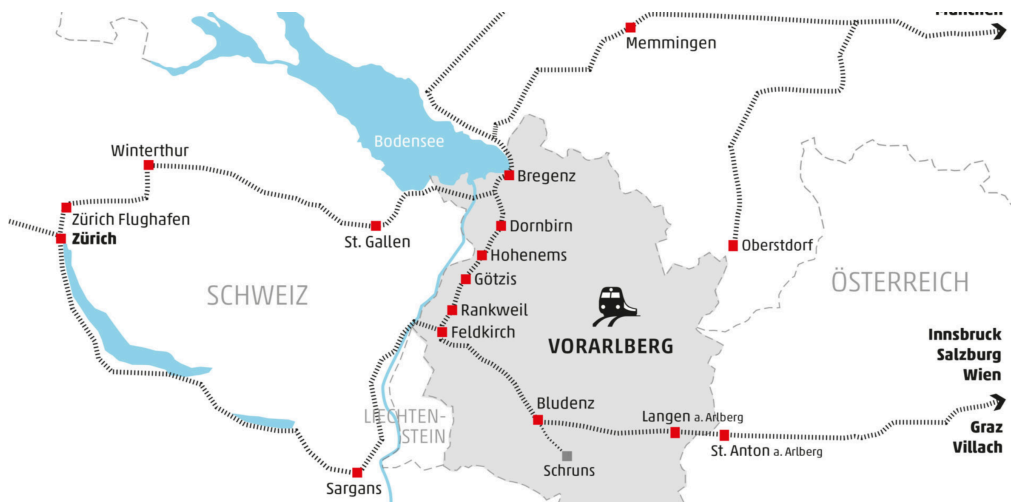 München
Memmingen
Bodensee
Winterthur
Bregenz
Zürich Flughafen
Zürich
St. Gallen
Dornbirn
Oberstdorf
Hohenems
Götzis
SCHWEIZ
ÖSTERREICH
Rankweil
Feldkirch
VORARLBERG
Innsbruck
Salzburg
Wien
Bludenz
LIECHTEN-
STEIN
Langen a. Arlberg
Graz
Villach
St. Anton a. Arlberg
Schruns
Sargans